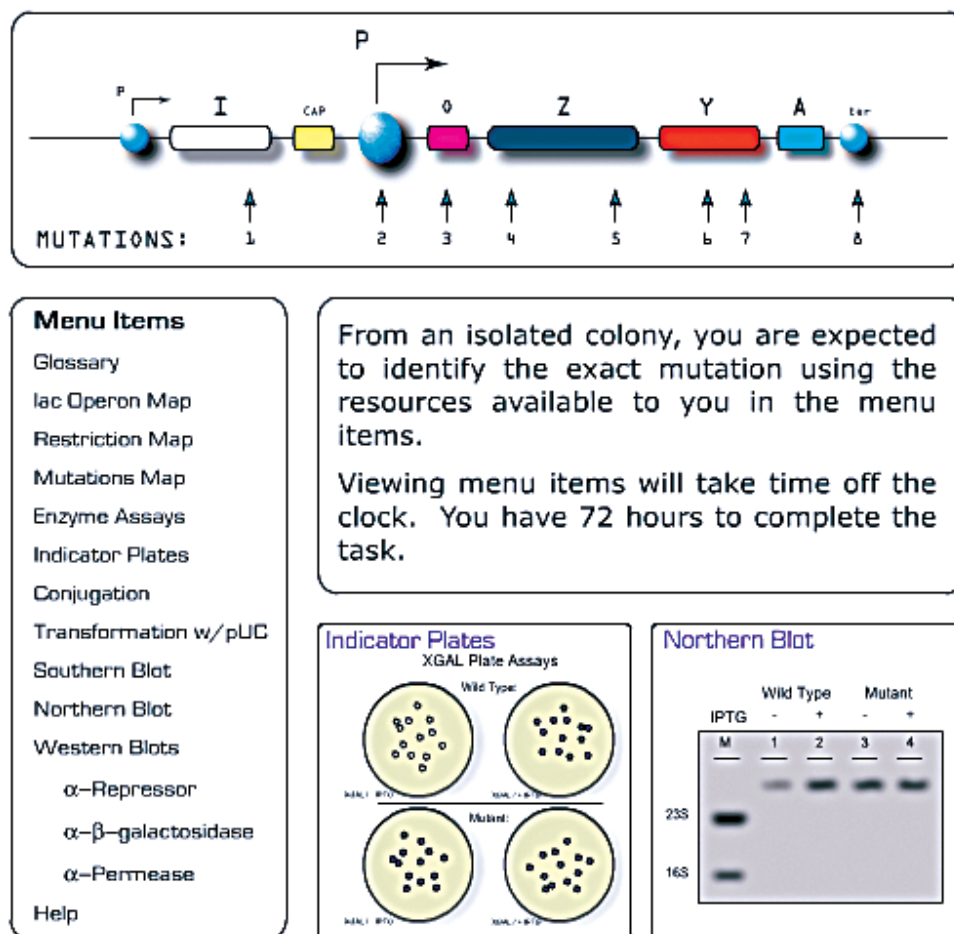 P
P
I
CAP
O
Z
Y
A
ter
MUTATIONS:
1
2
3
4
5
6
7
8
Menu Items
Glossary
lac Operon Map
Restriction Map
Mutations Map
Enzyme Assays
Indicator Plates
Conjugation
Transformation w/pUC
Southern Blot
Northern Blot
Western Blots
α-Repressor
α-β-galactosidase
α-Permease
Help
From an isolated colony, you are expected
to identify the exact mutation using the
resources available to you in the menu
items.
Viewing menu items will take time off the
clock. You have 72 hours to complete the
task.
Indicator Plates
XGAL Plate Assays
Wild Type:
Mutant:
Northern Blot
Wild Type Mutant
IPTG - + - +
M 1 2 3 4
23S
16S